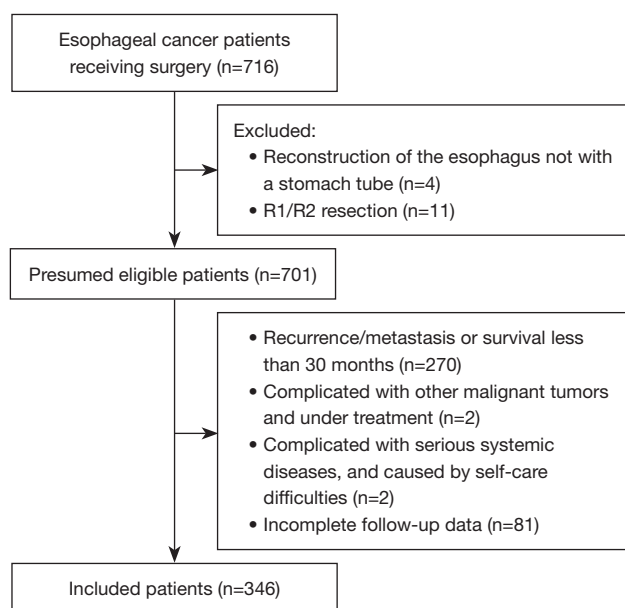 Esophageal cancer patients
receiving surgery (n=716)
Excluded:
• Reconstruction of the esophagus not with
a stomach tube (n=4)
• R1/R2 resection (n=11)
Presumed eligible patients (n=701)
• Recurrence/metastasis or survival less
than 30 months (n=270)
• Complicated with other malignant tumors
and under treatment (n=2)
• Complicated with serious systemic
diseases, and caused by self-care
difficulties (n=2)
• Incomplete follow-up data (n=81)
Included patients (n=346)